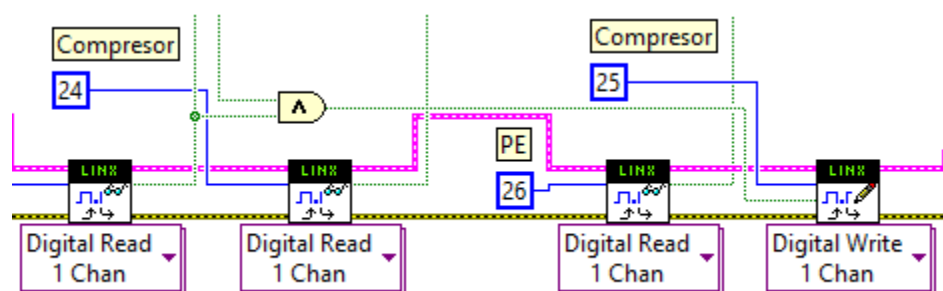 Compresor
24
Compresor
25
PE
26
LINX
LINX
LINX
LINX
Digital Read
1 Chan
Digital Read
1 Chan
Digital Read
1 Chan
Digital Write
1 Chan